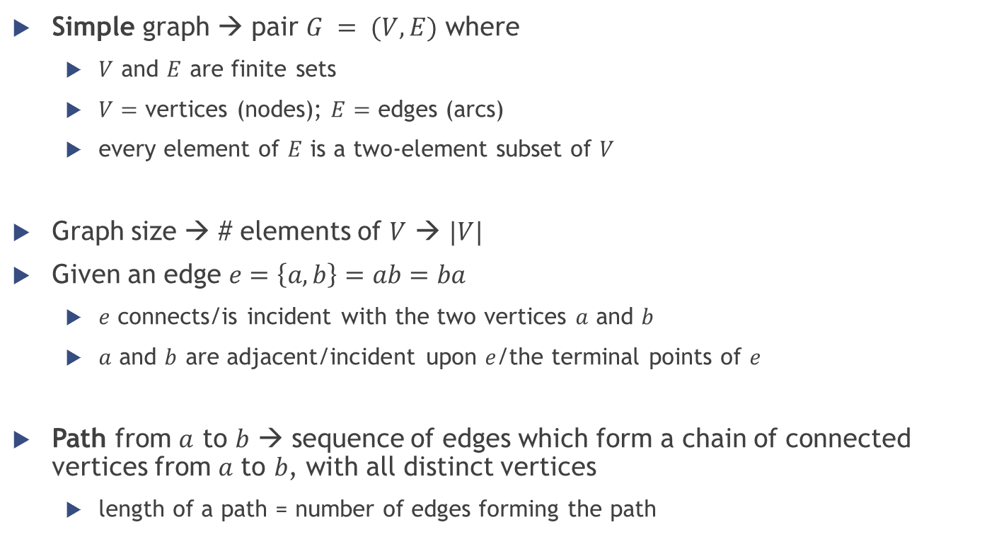 ▶ Simple graph → pair G = (V, E) where
▶ V and E are finite sets
▶ V = vertices (nodes); E = edges (arcs)
▶ every element of E is a two-element subset of V
▶ Graph size → # elements of V → |V|
▶ Given an edge e = {a, b} = ab = ba
▶ e connects/is incident with the two vertices a and b
▶ a and b are adjacent/incident upon e/the terminal points of e
▶ Path from a to b → sequence of edges which form a chain of connected
vertices from a to b, with all distinct vertices
▶ length of a path = number of edges forming the path